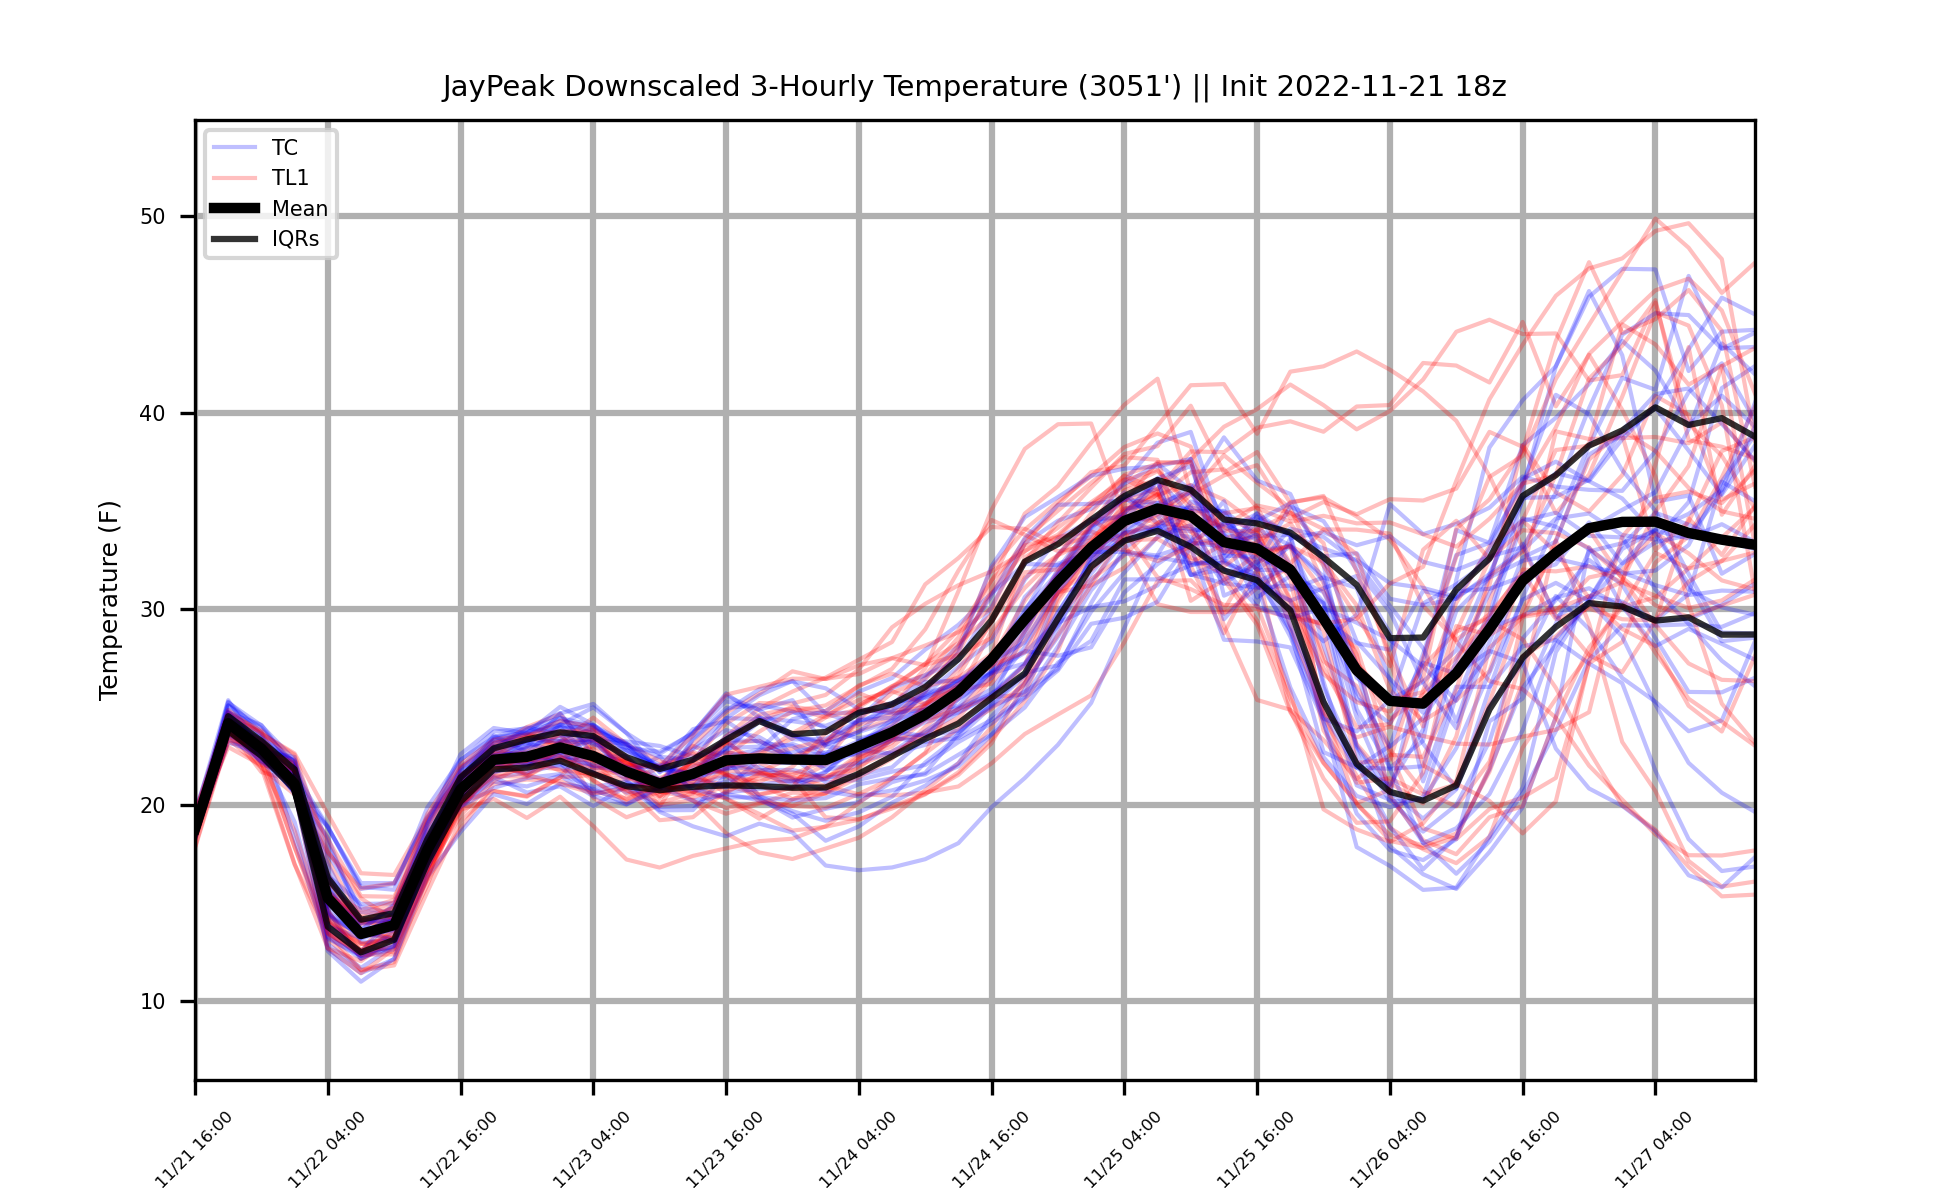 JayPeak Downscaled 3-Hourly Temperature (3051') || Init 2022-11-21 18z
TC
TL1
Mean
IQRs
Temperature (F)
50
40
30
20
10
11/21 16:00
11/22 04:00
11/22 16:00
11/23 04:00
11/23 16:00
11/24 04:00
11/24 16:00
11/25 04:00
11/25 16:00
11/26 04:00
11/26 16:00
11/27 04:00